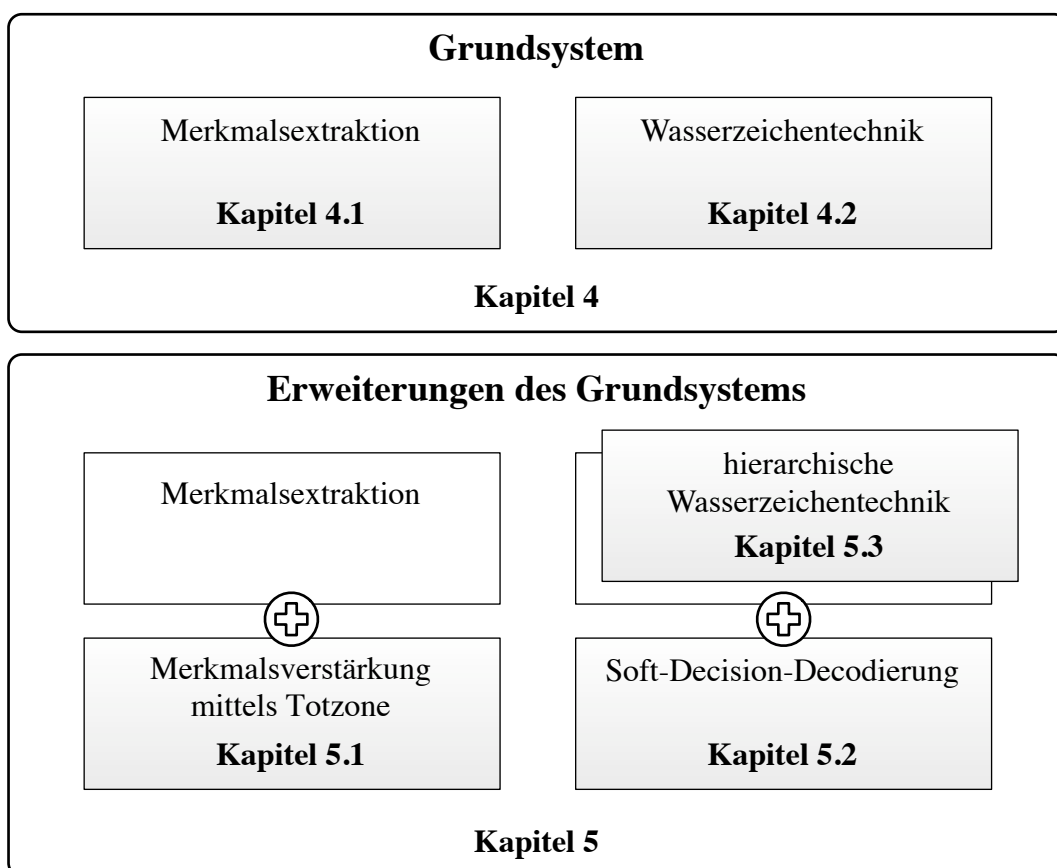 Grundsystem
Merkmalsextraktion
Kapitel 4.1
Wasserzeichentechnik
Kapitel 4.2
Kapitel 4
Erweiterungen des Grundsystems
Merkmalsextraktion
hierarchische
Wasserzeichentechnik
Kapitel 5.3
Merkmalsverstärkung
mittels Totzone
Kapitel 5.1
Soft-Decision-Decodierung
Kapitel 5.2
Kapitel 5